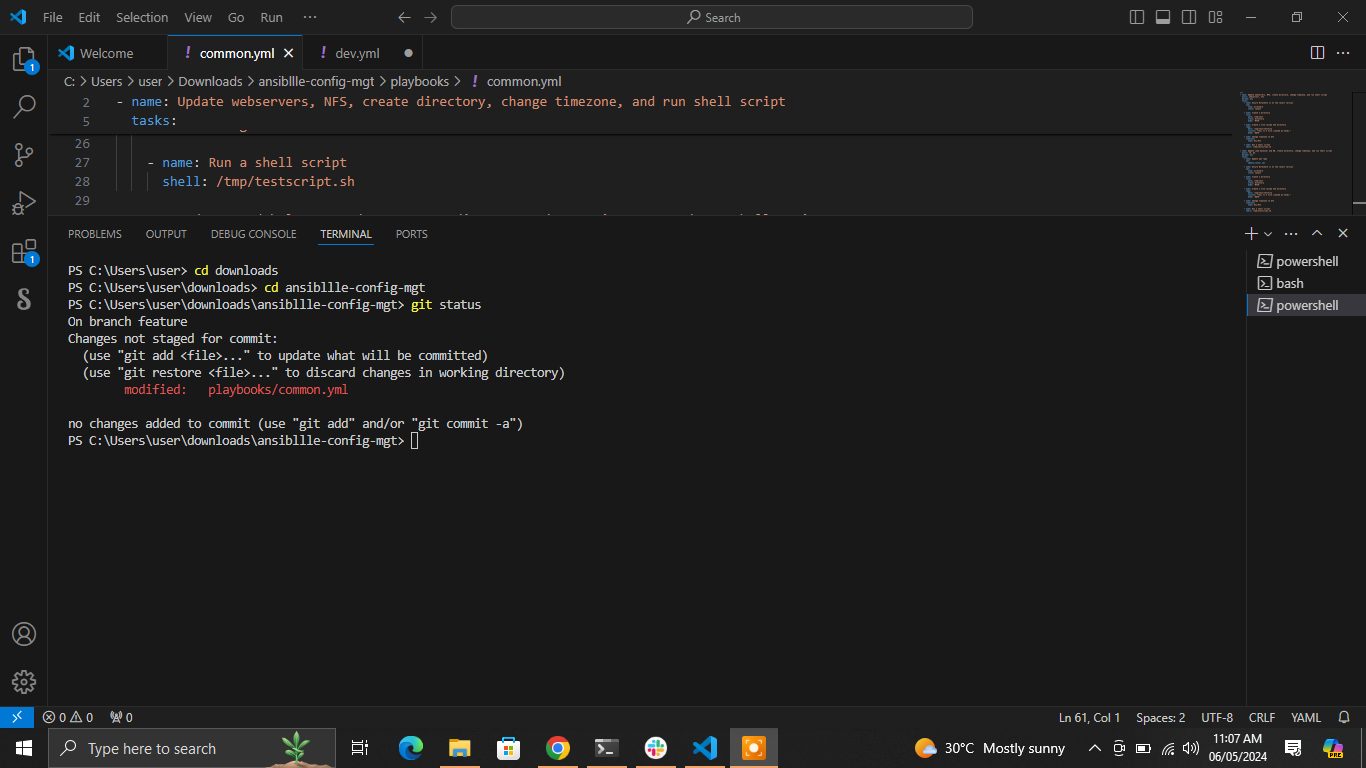 File Edit Selection View Go Run ···
Search
Welcome
! common.yml
! dev.yml
C: > Users > user > Downloads > ansibllle-config-mgt > playbooks > ! common.yml
2 - name: Update webservers, NFS, create directory, change timezone, and run shell script
5 tasks:
26
27 - name: Run a shell script
28 shell: /tmp/testscript.sh
29
PROBLEMS OUTPUT DEBUG CONSOLE TERMINAL PORTS
PS C:\Users\user> cd downloads
PS C:\Users\user\downloads> cd ansibllle-config-mgt
PS C:\Users\user\downloads\ansibllle-config-mgt> git status
On branch feature
Changes not staged for commit:
(use "git add <file>..." to update what will be committed)
(use "git restore <file>..." to discard changes in working directory)
modified: playbooks/common.yml
no changes added to commit (use "git add" and/or "git commit -a")
PS C:\Users\user\downloads\ansibllle-config-mgt>
powershell
bash
powershell
1
1
0 0 0
Ln 61, Col 1 Spaces: 2 UTF-8 CRLF YAML
Type here to search
30°C Mostly sunny
11:07 AM
06/05/2024
PRE